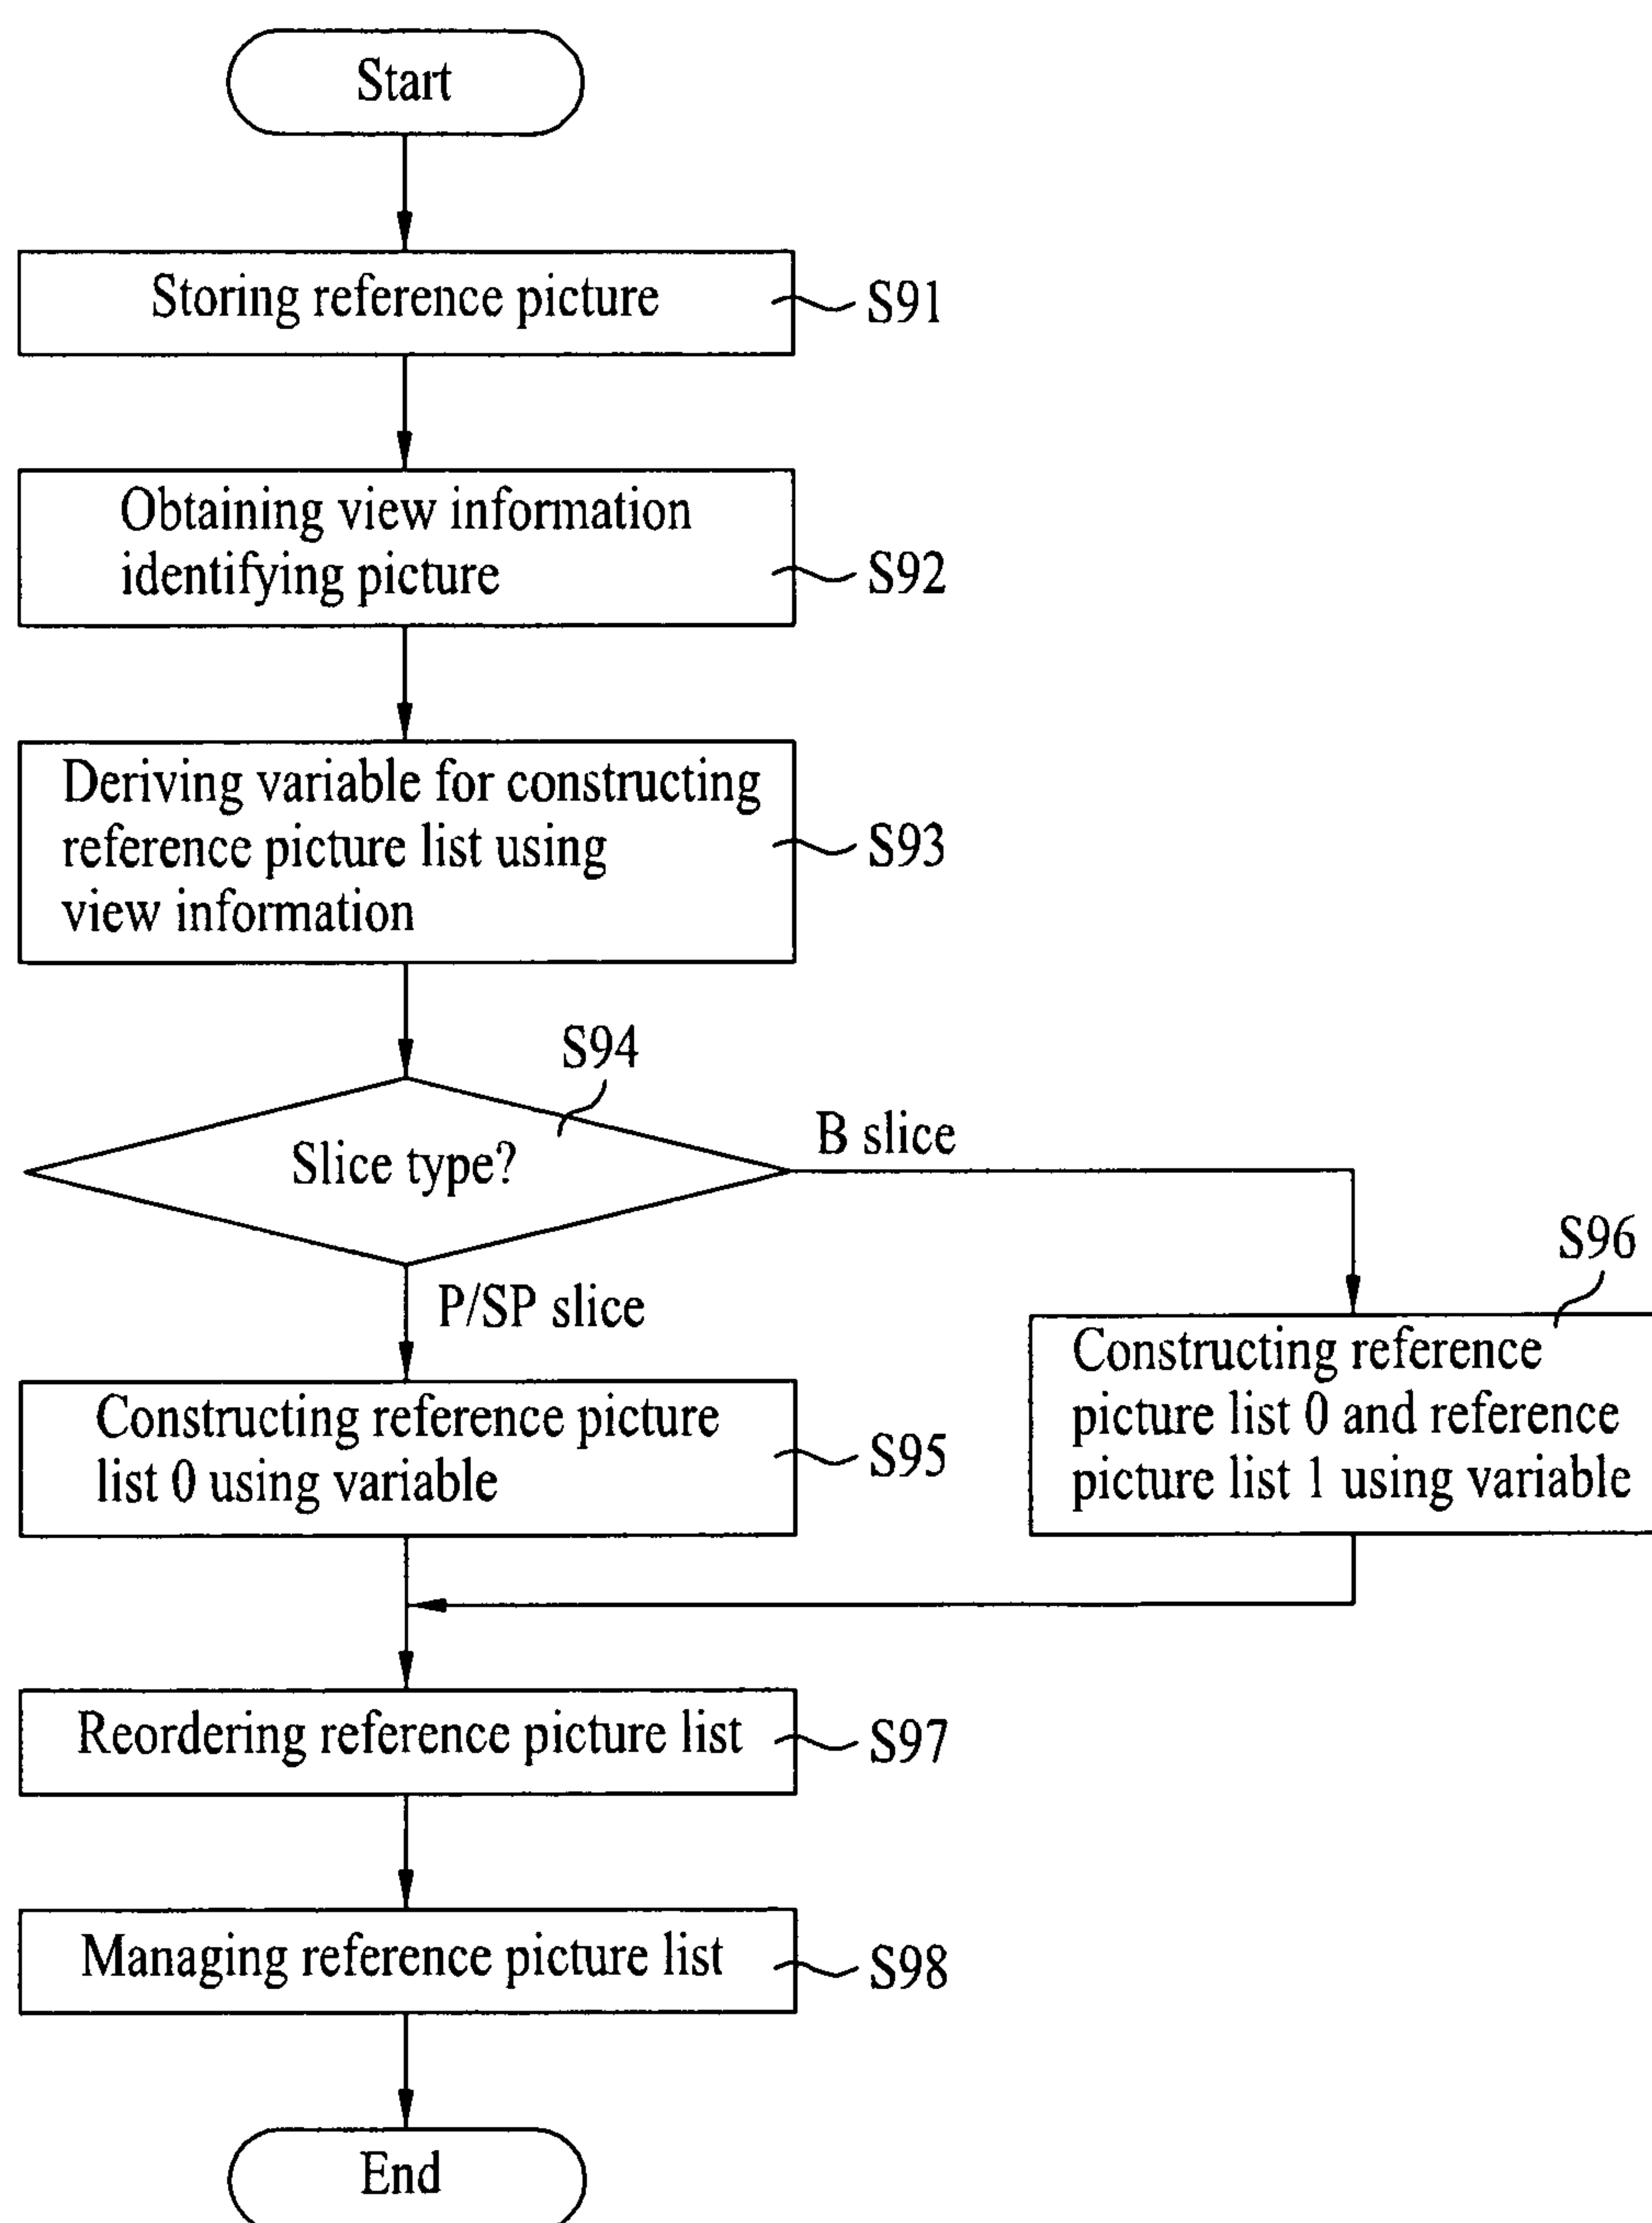 Start
Storing reference picture
S91
Obtaining view information
identifying picture
S92
Deriving variable for constructing
reference picture list using
view information
S93
S94
Slice type?
B slice
P/SP slice
S96
Constructing reference
picture list 0 and reference
picture list 1 using variable
Constructing reference picture
list 0 using variable
S95
Reordering reference picture list
S97
Managing reference picture list
S98
End